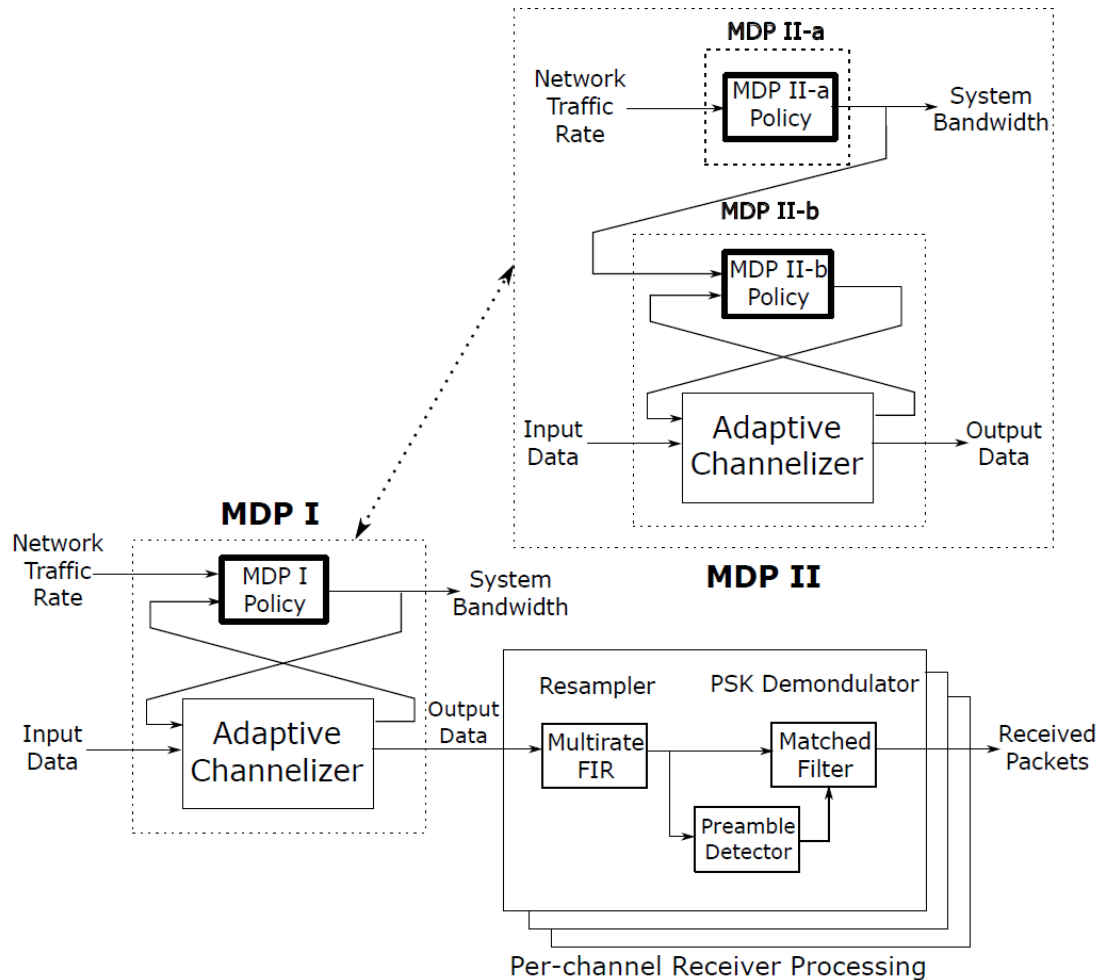 MDP II-a
Network
Traffic
Rate
MDP II-a
Policy
System
Bandwidth
MDP II-b
MDP II-b
Policy
Input
Data
Adaptive
Channelizer
Output
Data
MDP II
MDP I
Network
Traffic
Rate
MDP I
Policy
System
Bandwidth
Input
Data
Adaptive
Channelizer
Output
Data
Resampler
PSK Demondulator
Multirate
FIR
Matched
Filter
Preamble
Detector
Received
Packets
Per-channel Receiver Processing